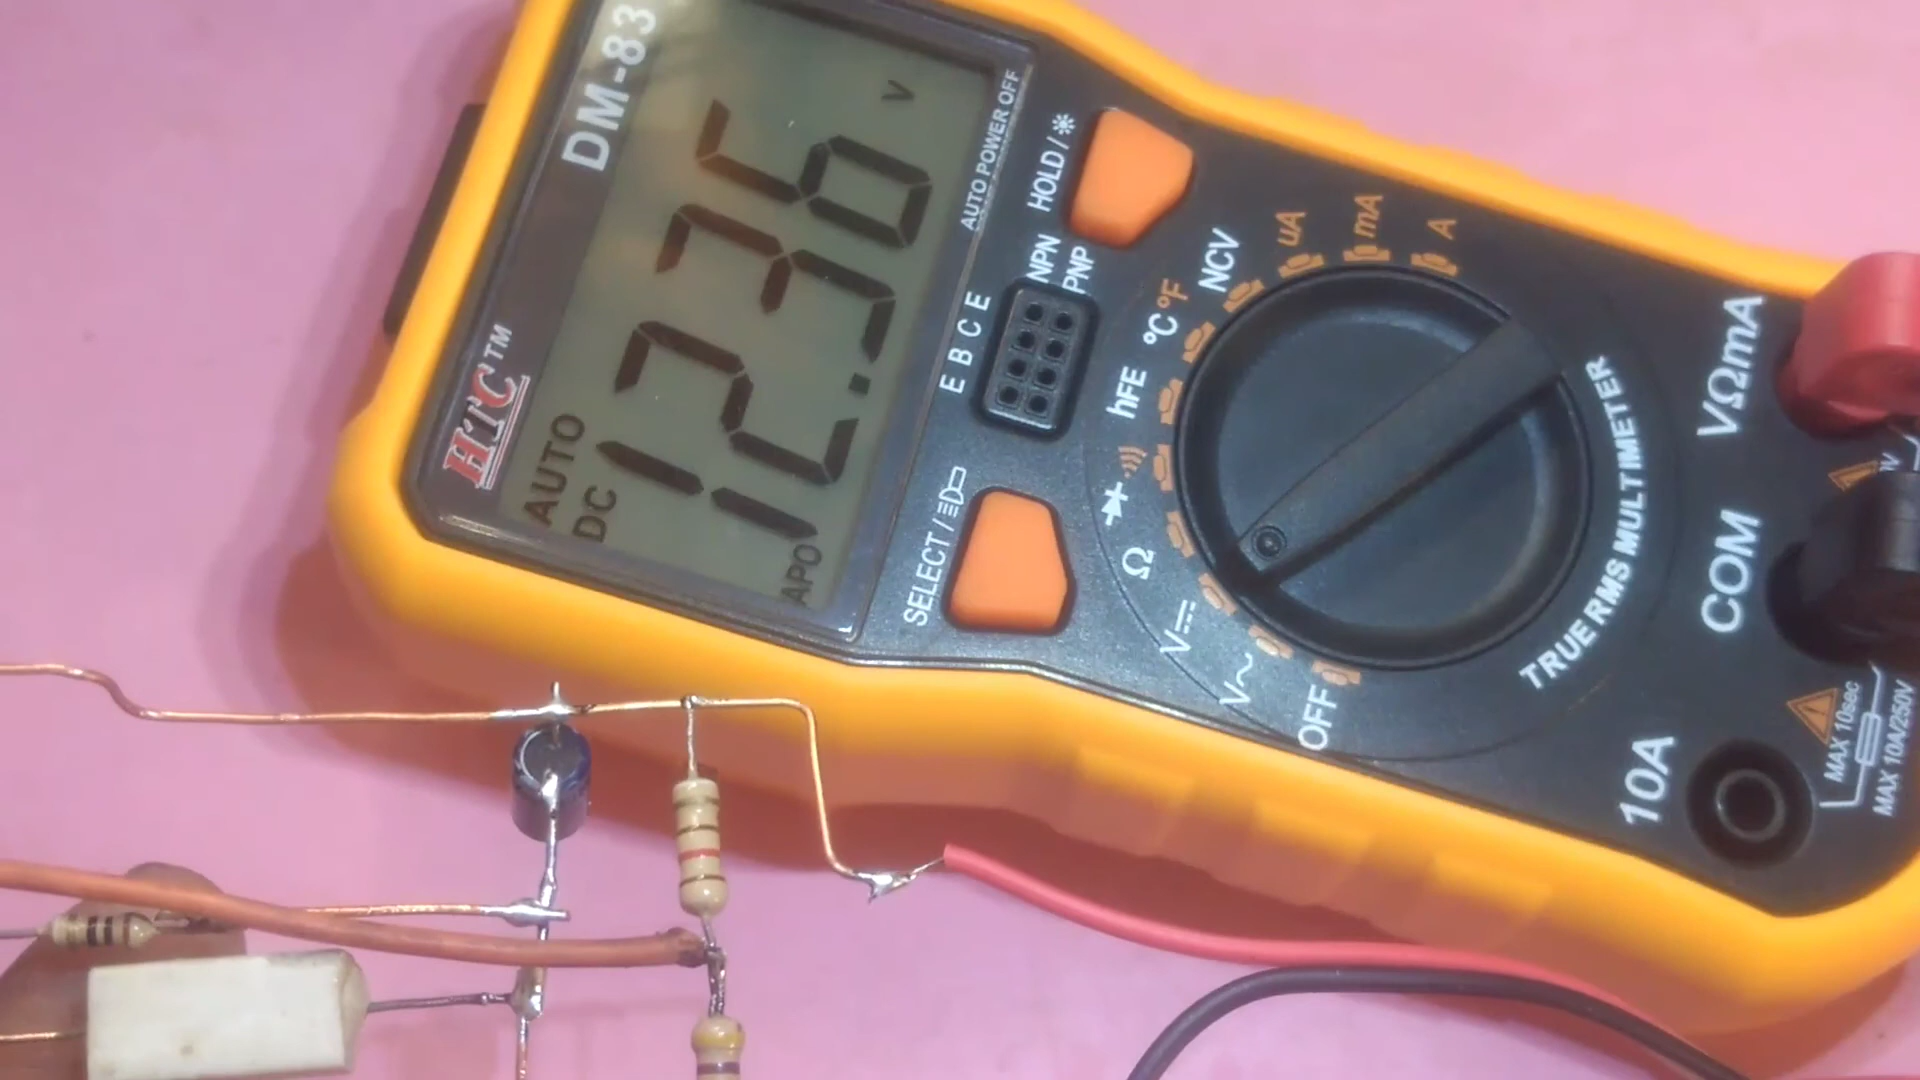 DM-83
HTC™
AUTO
DC
12.36
V
APO
AUTO POWER OFF
HOLD/
NPN
PNP
E B C E
SELECT/
NCV
uA
mA
A
°C°F
hFE
Ω
V⎓
V~
OFF
TRUE RMS MULTIMETER
VΩmA
COM
10A
MAX 10sec
MAX 10A/250V